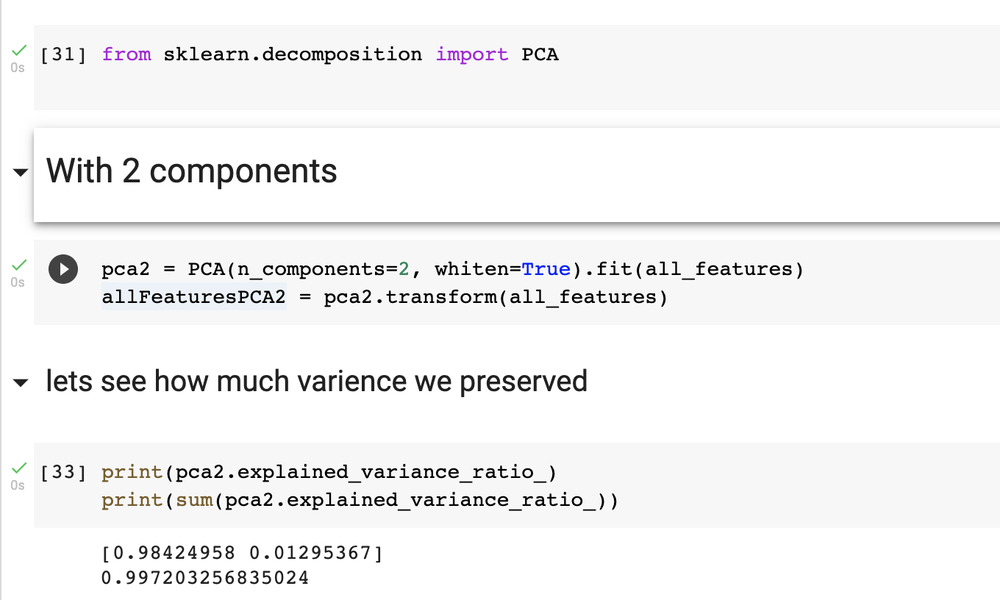 [31] from sklearn.decomposition import PCA
0s
With 2 components
pca2 = PCA(n_components=2, whiten=True).fit(all_features)
0s
allFeaturesPCA2 = pca2.transform(all_features)
lets see how much varience we preserved
[33] print(pca2.explained_variance_ratio_)
0s
print(sum(pca2.explained_variance_ratio_))
[0.98424958 0.01295367]
0.997203256835024